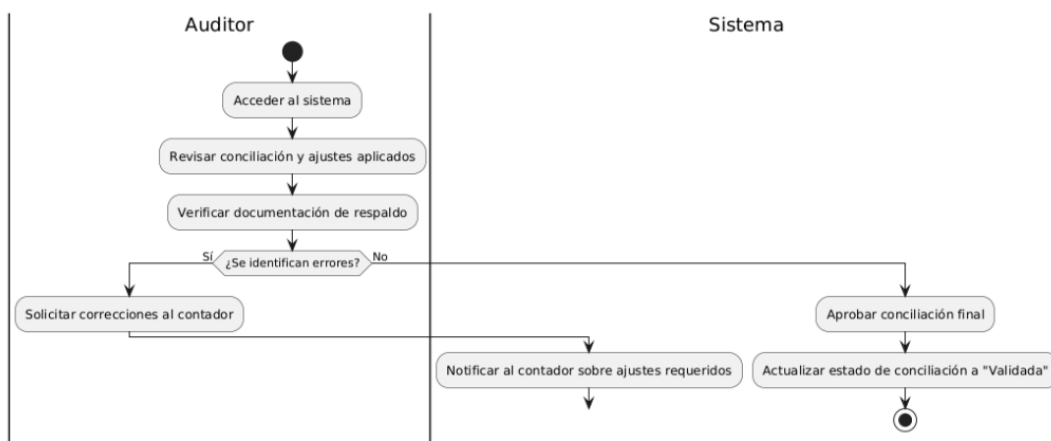 Auditor
Sistema
Acceder al sistema
Revisar conciliación y ajustes aplicados
Verificar documentación de respaldo
Sí
¿Se identifican errores?
No
Solicitar correcciones al contador
Aprobar conciliación final
Notificar al contador sobre ajustes requeridos
Actualizar estado de conciliación a "Validada"